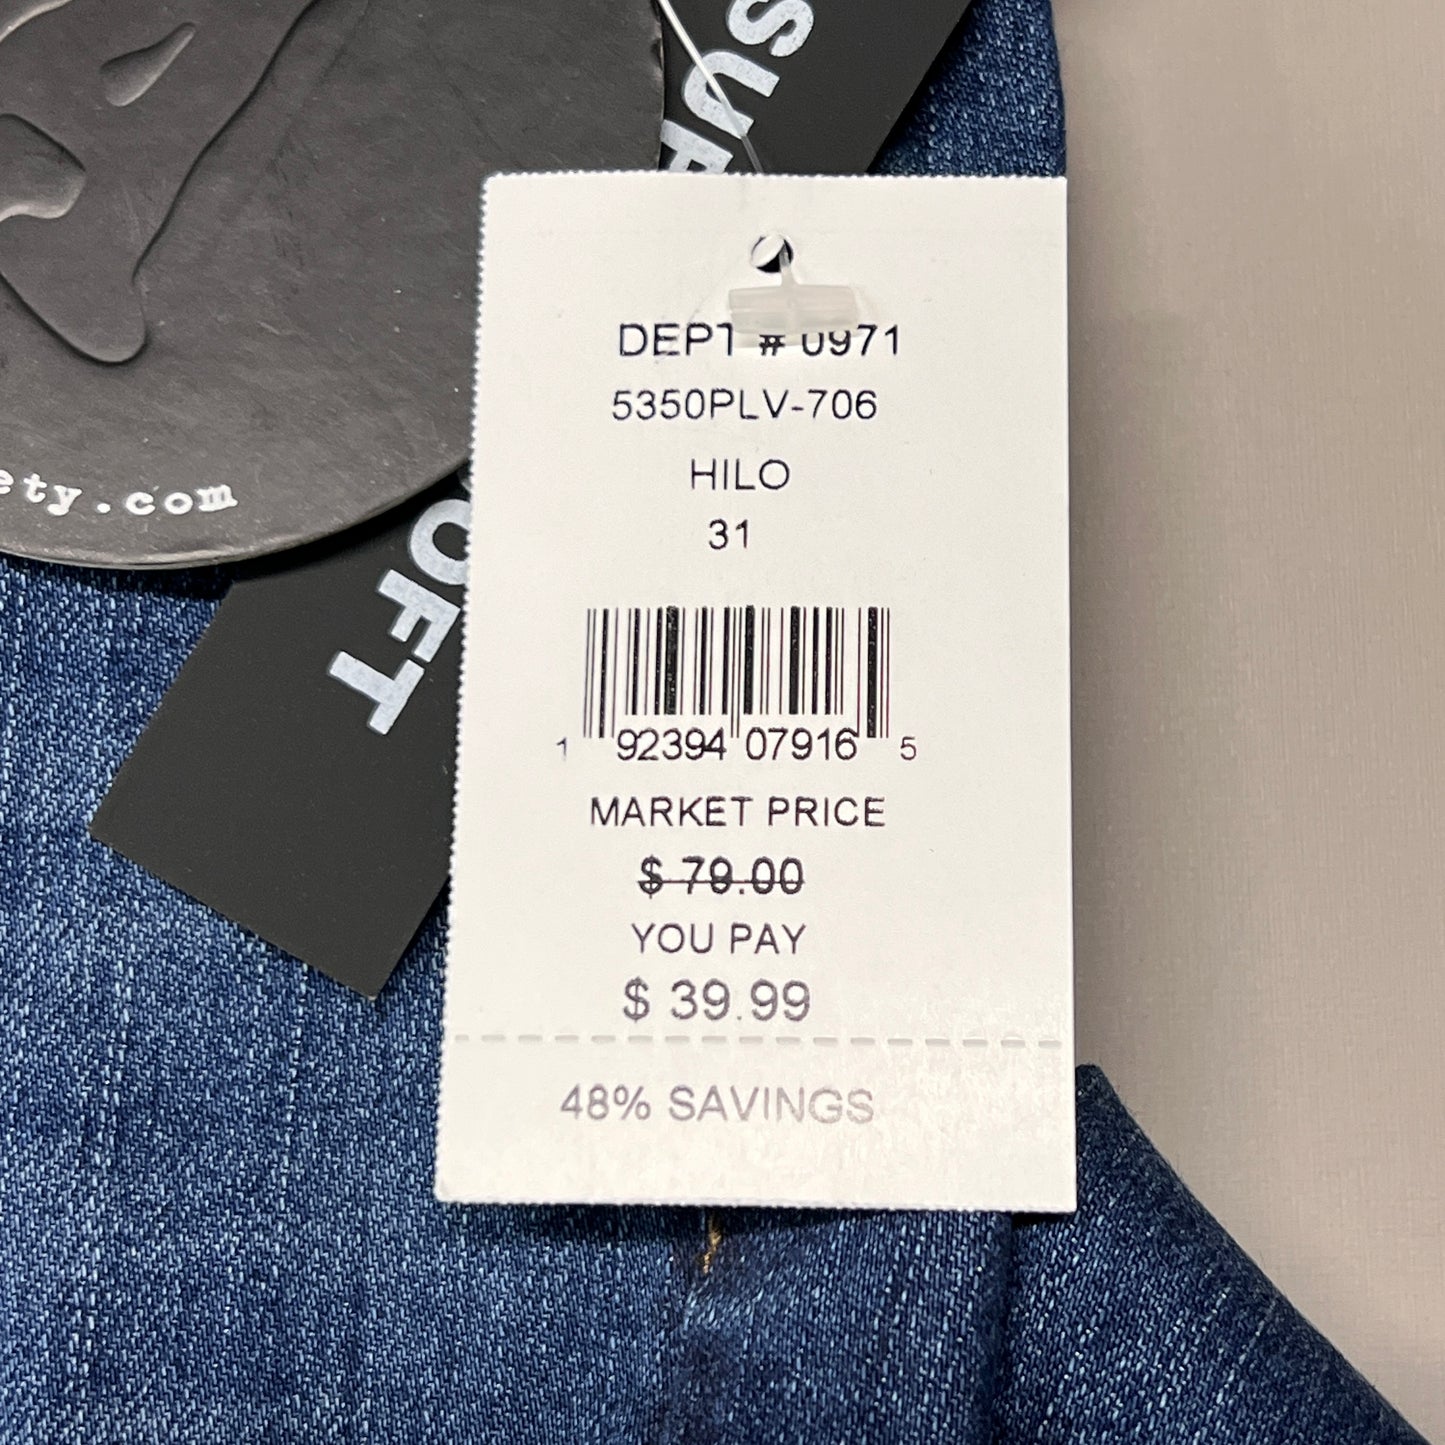 SUP
OFT
ety.com
DEPT # 0971
5350PLV-706
HILO
31
1 92394 07916 5
MARKET PRICE
$ 79.00
YOU PAY
$ 39.99
48% SAVINGS